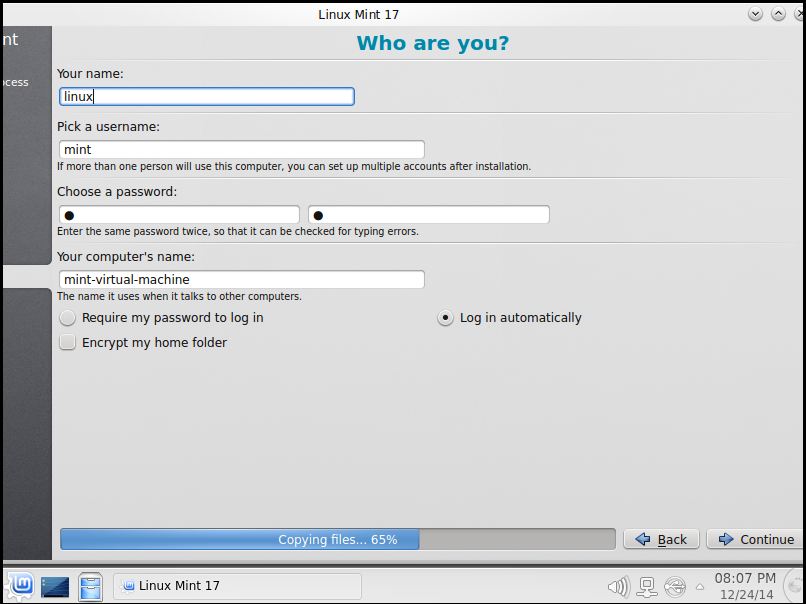 Linux Mint 17
nt
ocess
Who are you?
Your name:
linux
Pick a username:
mint
If more than one person will use this computer, you can set up multiple accounts after installation.
Choose a password:
● ●
Enter the same password twice, so that it can be checked for typing errors.
Your computer's name:
mint-virtual-machine
The name it uses when it talks to other computers.
Require my password to log in Log in automatically
Encrypt my home folder
Copying files... 65% Back Continue
Linux Mint 17 08:07 PM
12/24/14